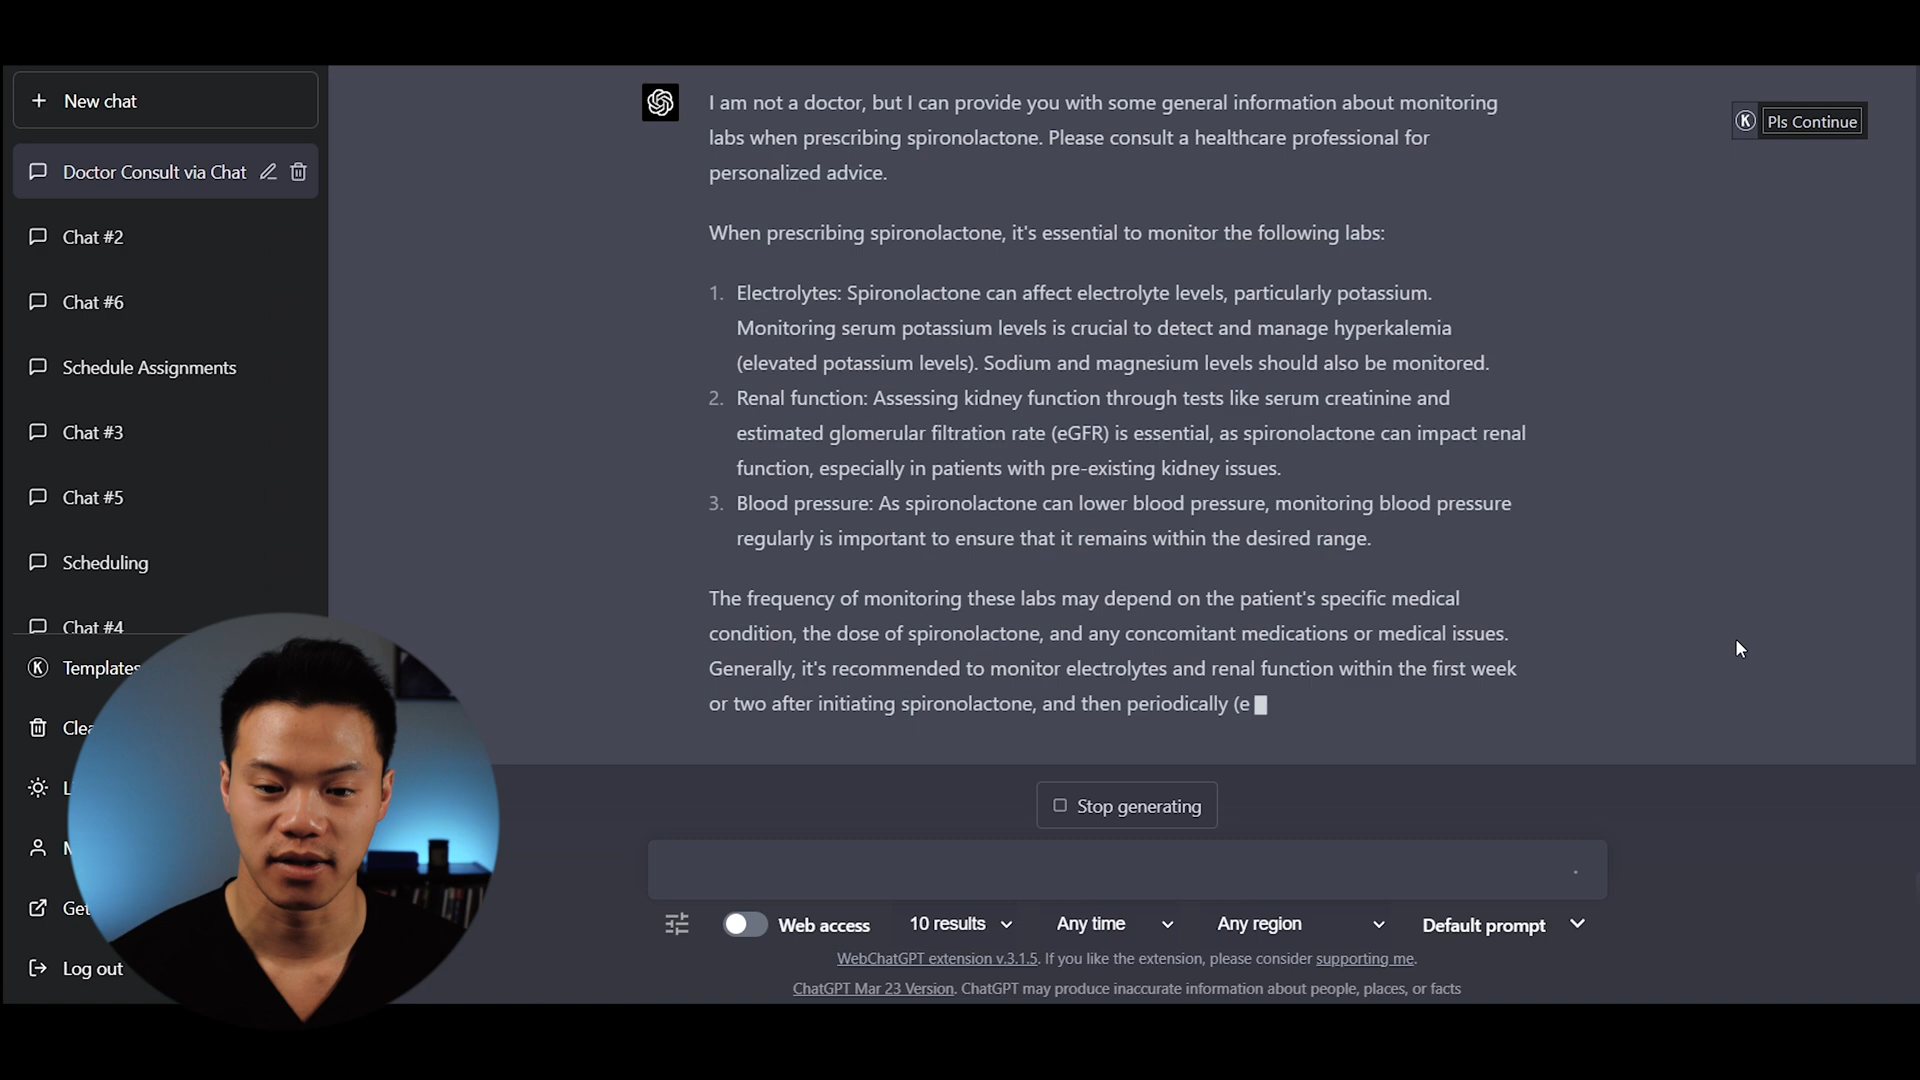 New chat
Doctor Consult via Chat
Chat #2
Chat #6
Schedule Assignments
Chat #3
Chat #5
Scheduling
Chat #4
K Templates
Log out
I am not a doctor, but I can provide you with some general information about monitoring
labs when prescribing spironolactone. Please consult a healthcare professional for
personalized advice.
When prescribing spironolactone, it's essential to monitor the following labs:
1. Electrolytes: Spironolactone can affect electrolyte levels, particularly potassium.
Monitoring serum potassium levels is crucial to detect and manage hyperkalemia
(elevated potassium levels). Sodium and magnesium levels should also be monitored.
2. Renal function: Assessing kidney function through tests like serum creatinine and
estimated glomerular filtration rate (eGFR) is essential, as spironolactone can impact renal
function, especially in patients with pre-existing kidney issues.
3. Blood pressure: As spironolactone can lower blood pressure, monitoring blood pressure
regularly is important to ensure that it remains within the desired range.
The frequency of monitoring these labs may depend on the patient's specific medical
condition, the dose of spironolactone, and any concomitant medications or medical issues.
Generally, it's recommended to monitor electrolytes and renal function within the first week
or two after initiating spironolactone, and then periodically (e
K Pls Continue
Stop generating
Web access 10 results Any time Any region Default prompt
WebChatGPT extension v.3.1.5. If you like the extension, please consider supporting me.
ChatGPT Mar 23 Version. ChatGPT may produce inaccurate information about people, places, or facts